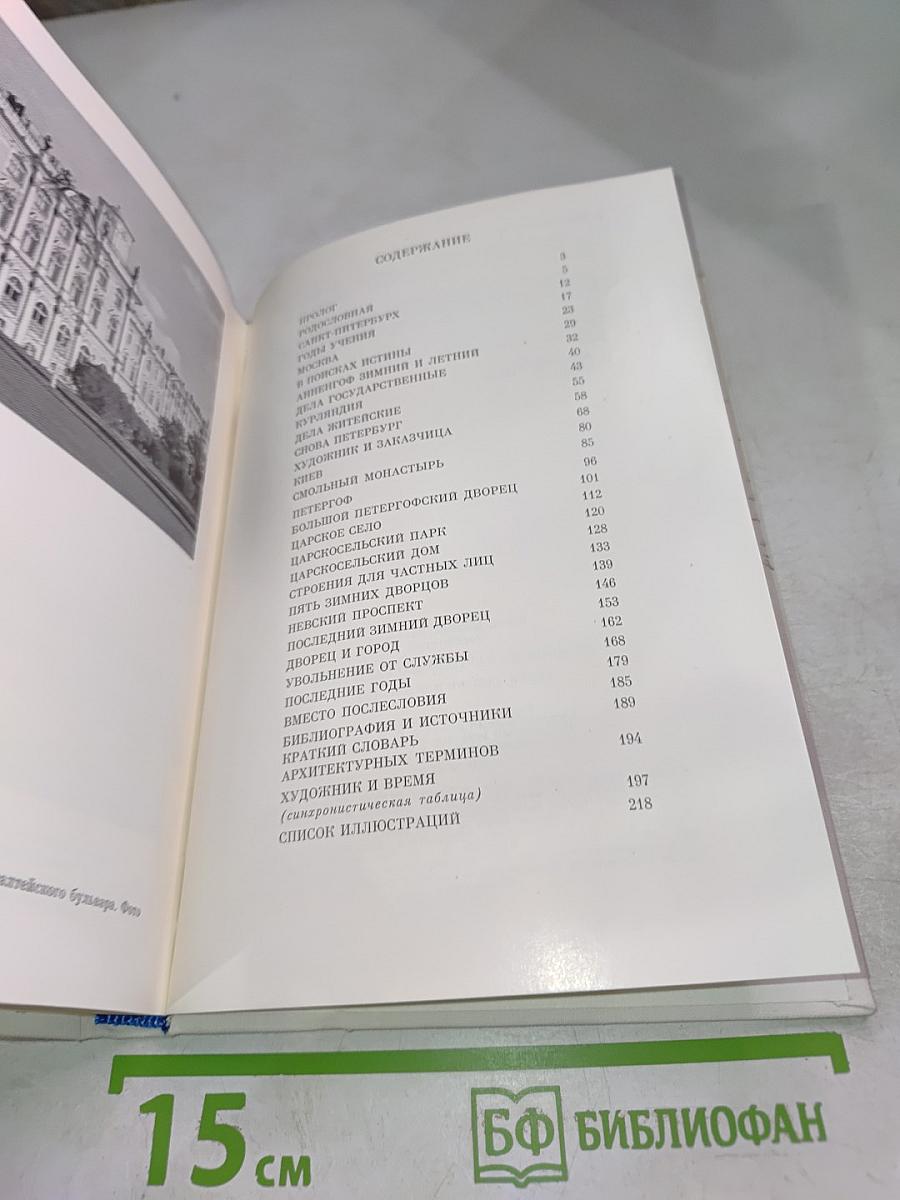 СОДЕРЖАНИЕ
ПРОЛОГ 3
РОДОСЛОВНАЯ 5
САНКТ-ПИТЕРБУРХ 12
ГОДЫ УЧЕНИЯ 17
МОСКВА 23
В ПОИСКАХ ИСТИНЫ 29
АННЕНГОФ ЗИМНИЙ И ЛЕТНИЙ 32
ДЕЛА ГОСУДАРСТВЕННЫЕ 40
КУРЛЯНДИЯ 43
ДЕЛА ЖИТЕЙСКИЕ 55
СНОВА ПЕТЕРБУРГ 58
ХУДОЖНИК И ЗАКАЗЧИЦА 68
КИЕВ 80
СМОЛЬНЫЙ МОНАСТЫРЬ 85
ПЕТЕРГОФ 96
БОЛЬШОЙ ПЕТЕРГОФСКИЙ ДВОРЕЦ 101
ЦАРСКОЕ СЕЛО 112
ЦАРСКОСЕЛЬСКИЙ ПАРК 120
ЦАРСКОСЕЛЬСКИЙ ДОМ 128
СТРОЕНИЯ ДЛЯ ЧАСТНЫХ ЛИЦ 133
ПЯТЬ ЗИМНИХ ДВОРЦОВ 139
НЕВСКИЙ ПРОСПЕКТ 146
ПОСЛЕДНИЙ ЗИМНИЙ ДВОРЕЦ 153
ДВОРЕЦ И ГОРОД 162
УВОЛЬНЕНИЕ ОТ СЛУЖБЫ 168
ПОСЛЕДНИЕ ГОДЫ 179
ВМЕСТО ПОСЛЕСЛОВИЯ 185
БИБЛИОГРАФИЯ И ИСТОЧНИКИ 189
КРАТКИЙ СЛОВАРЬ
АРХИТЕКТУРНЫХ ТЕРМИНОВ 194
ХУДОЖНИК И ВРЕМЯ
(синхронистическая таблица) 197
СПИСОК ИЛЛЮСТРАЦИЙ 218
бульвара. Фото
15 см
БФ БИБЛИОФАН